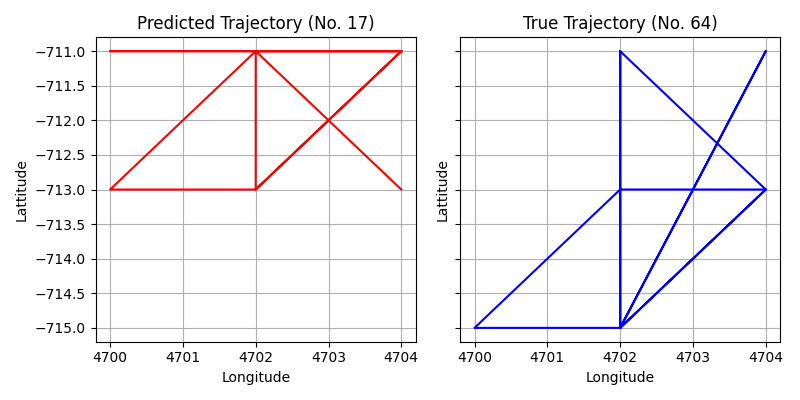 Predicted Trajectory (No. 17)
True Trajectory (No. 64)
−711.0
−711.5
−712.0
−712.5
−713.0
−713.5
−714.0
−714.5
−715.0
Lattitude
4700 4701 4702 4703 4704
Longitude
Lattitude
4700 4701 4702 4703 4704
Longitude